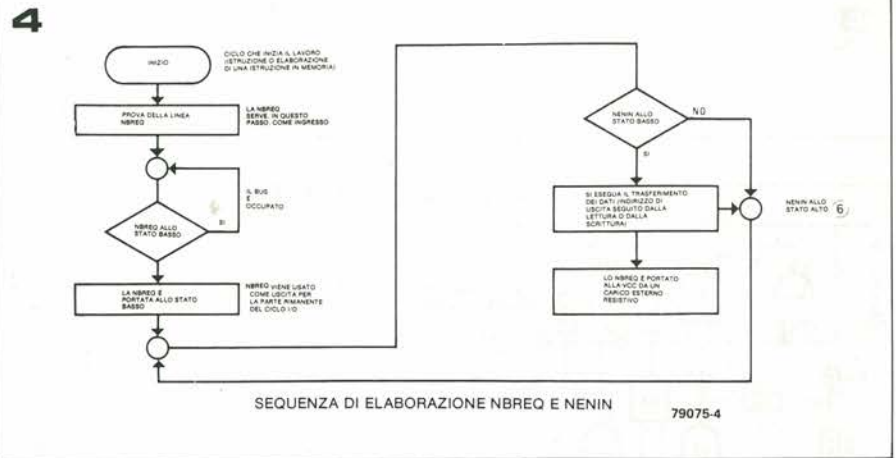 4
INIZIO
CICLO CHE INIZIA IL LAVORO
(ISTRUZIONE O ELABORAZIONE
DI UNA ISTRUZIONE IN MEMORIA)
PROVA DELLA LINEA
NBREQ
LA NBREQ
SERVE, IN QUESTO
PASSO, COME INGRESSO
IL BUG
E
OCCUPATO
NBREQ ALLO
STATO BASSO
SI
LA NBREQ E
PORTATA ALLO STATO
BASSO
NBREQ VIENE USATO
COME USCITA PER
LA PARTE RIMANENTE
DEL CICLO I/O
NENIN ALLO
STATO BASSO
NO
SI
SI ESEGUA IL TRASFERIMENTO
DEI DATI (INDIRIZZO DI
USCITA SEGUITO DALLA
LETTURA O DALLA
SCRITTURA)
NENIN ALLO
STATO ALTO 6
LO NBREQ E PORTATO
ALLA VCC DA UN
CARICO ESTERNO
RESISTIVO
SEQUENZA DI ELABORAZIONE NBREQ E NENIN
79075-4